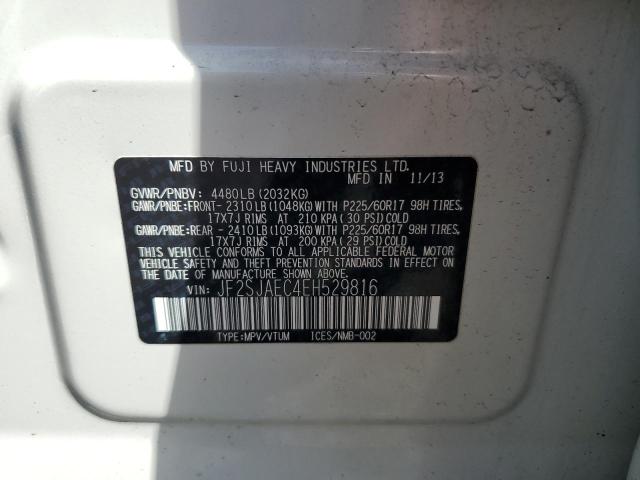 MFD BY FUJI HEAVY INDUSTRIES LTD.
MFD IN 11/13
GVWR/PNBV: 4480LB (2032KG)
GAWR/PNBE:FRONT-2310LB(1048KG)WITH P225/60R17 98H TIRES,
17X7J RIMS AT 210 KPA (30 PSI)COLD
GAWR/PNBE:REAR -2410LB(1093KG)WITH P225/60R17 98H TIRES,
17X7J RIMS AT 200 KPA (29 PSI)COLD
THIS VEHICLE CONFORMS TO ALL APPLICABLE FEDERAL MOTOR
VEHICLE SAFETY, BUMPER, AND THEFT PREVENTION STANDARDS
IN EFFECT ON THE DATE OF MANUFACTURE SHOWN ABOVE.
VIN: JF2SJAEC4EH529816
TYPE:MPV/VTUM ICES/NMB-002